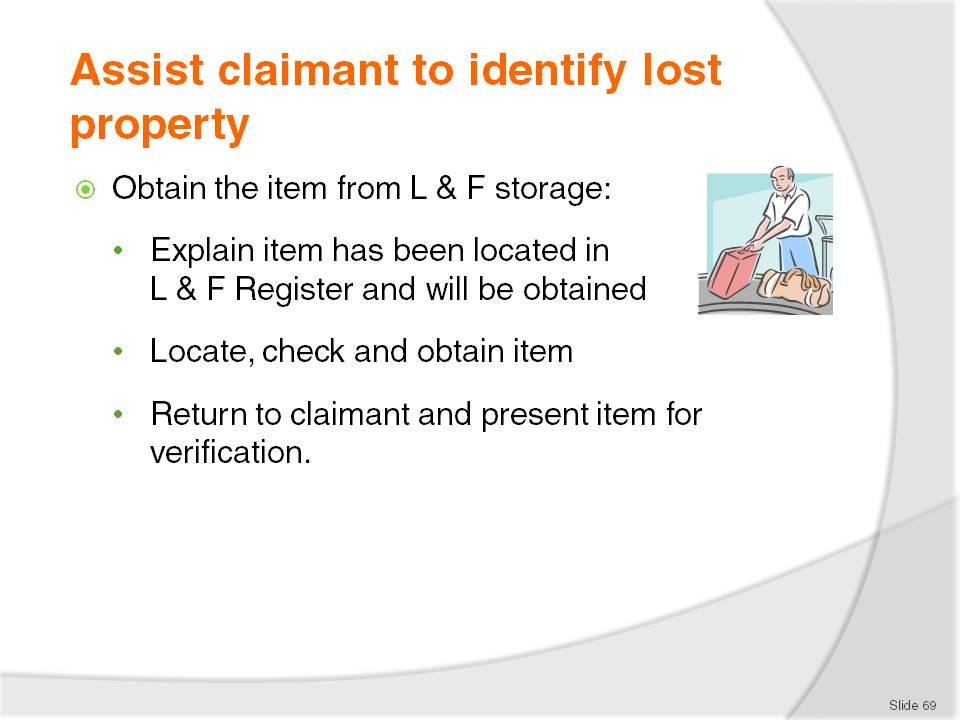 Assist claimant to identify lost
property
Obtain the item from L & F storage:
• Explain item has been located in
L & F Register and will be obtained
• Locate, check and obtain item
• Return to claimant and present item for
verification.
Slide 69